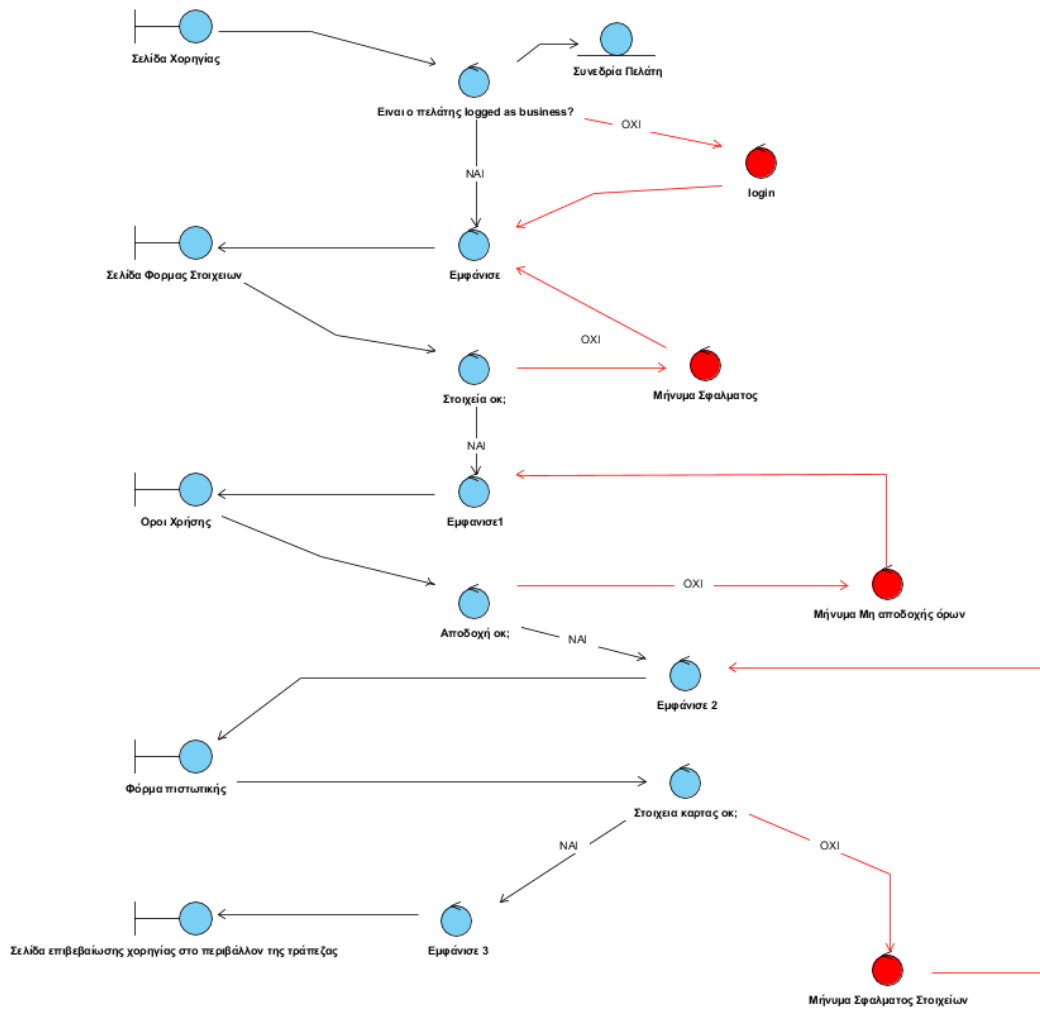 Σελίδα Χορηγίας
Συνεδρία Πελάτη
Ειναι ο πελάτης logged as business?
ΟΧΙ
ΝΑΙ
login
Σελίδα Φορμας Στοιχειων
Εμφάνισε
ΟΧΙ
Στοιχεία οκ;
Μήνυμα Σφαλματος
ΝΑΙ
Οροι Χρήσης
Εμφανισε1
ΟΧΙ
Μήνυμα Μη αποδοχής όρων
Αποδοχή οκ;
ΝΑΙ
Εμφάνισε 2
Φόρμα πιστωτικής
Στοιχεια καρτας οκ;
ΝΑΙ
ΟΧΙ
Σελίδα επιβεβαίωσης χορηγίας στο περιβάλλον της τράπεζας
Εμφάνισε 3
Μήνυμα Σφαλματος Στοιχείων